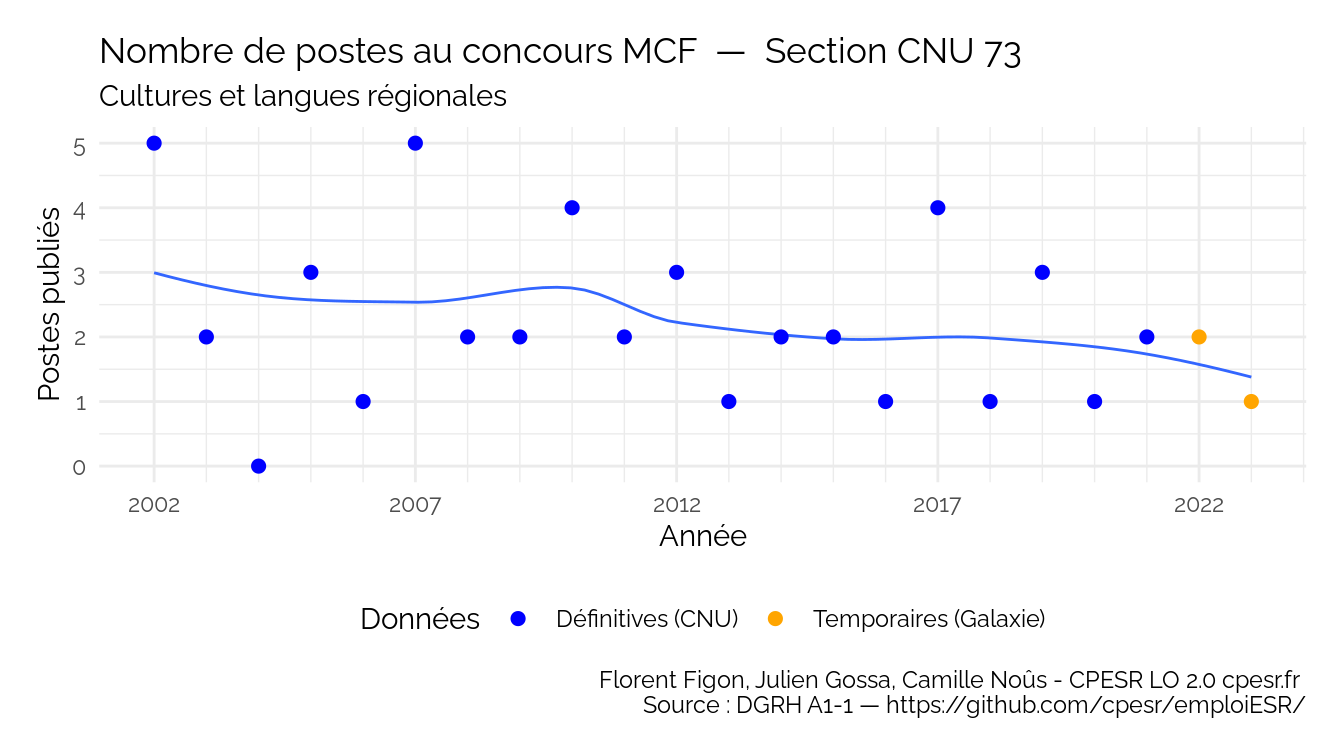 Nombre de postes au concours MCF — Section CNU 73
Cultures et langues régionales
Postes publiés
5
4
3
2
1
0
2002 2007 2012 2017 2022
Année
Données Définitives (CNU) Temporaires (Galaxie)
Florent Figon, Julien Gossa, Camille Noûs - CPESR LO 2.0 cpesr.fr
Source : DGRH A1-1 — https://github.com/cpesr/emploiESR/